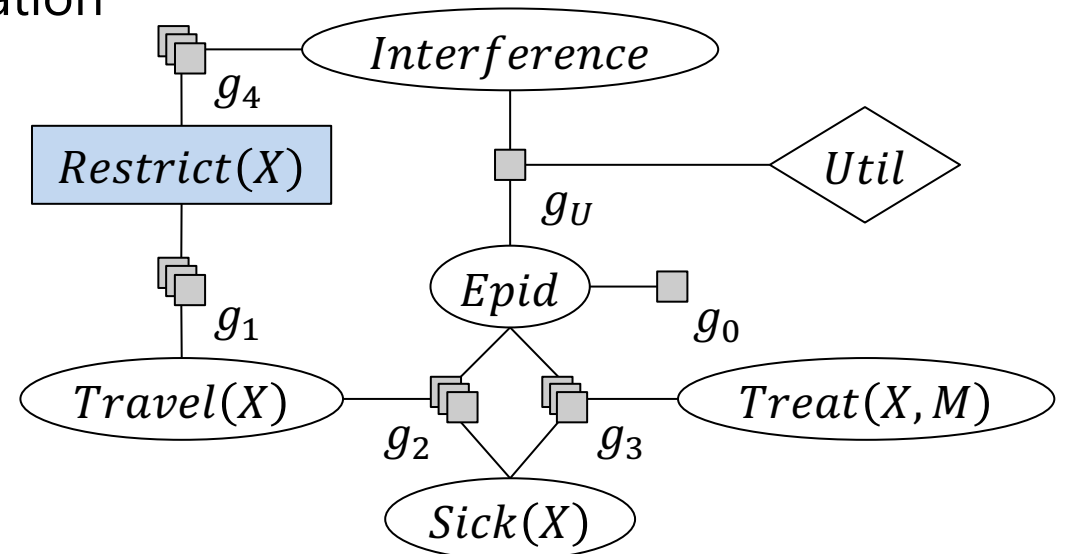 Interference
g4
Restrict(X)
Util
gU
Epid
g0
g1
Travel(X)
Treat(X, M)
g2
g3
Sick(X)